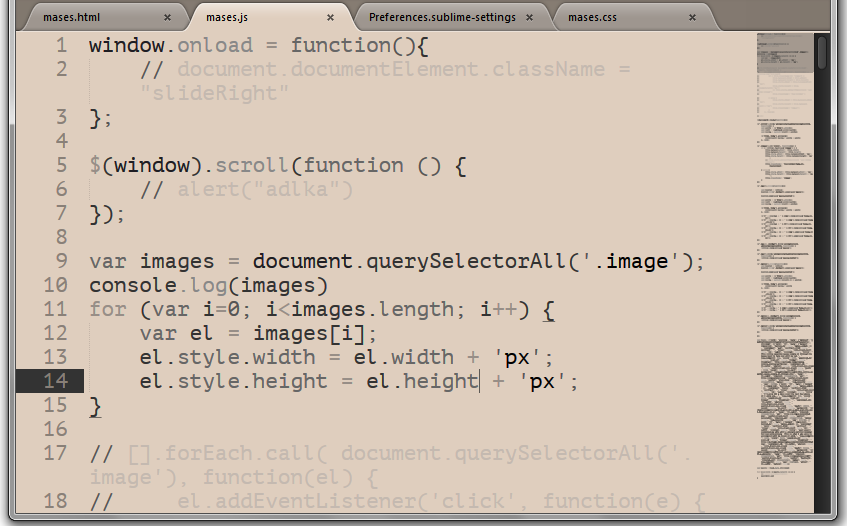 mases.html × mases.js × Preferences.sublime-settings × mases.css ×
1 window.onload = function(){
2 // document.documentElement.className =
"slideRight"
3 };
4
5 $(window).scroll(function () {
6 // alert("adlka")
7 });
8
9 var images = document.querySelectorAll('.image');
10 console.log(images)
11 for (var i=0; i<images.length; i++) {
12 var el = images[i];
13 el.style.width = el.width + 'px';
14 el.style.height = el.height + 'px';
15 }
16
17 // [].forEach.call( document.querySelectorAll('.
image'), function(el) {
18 // el.addEventListener('click', function(e) {